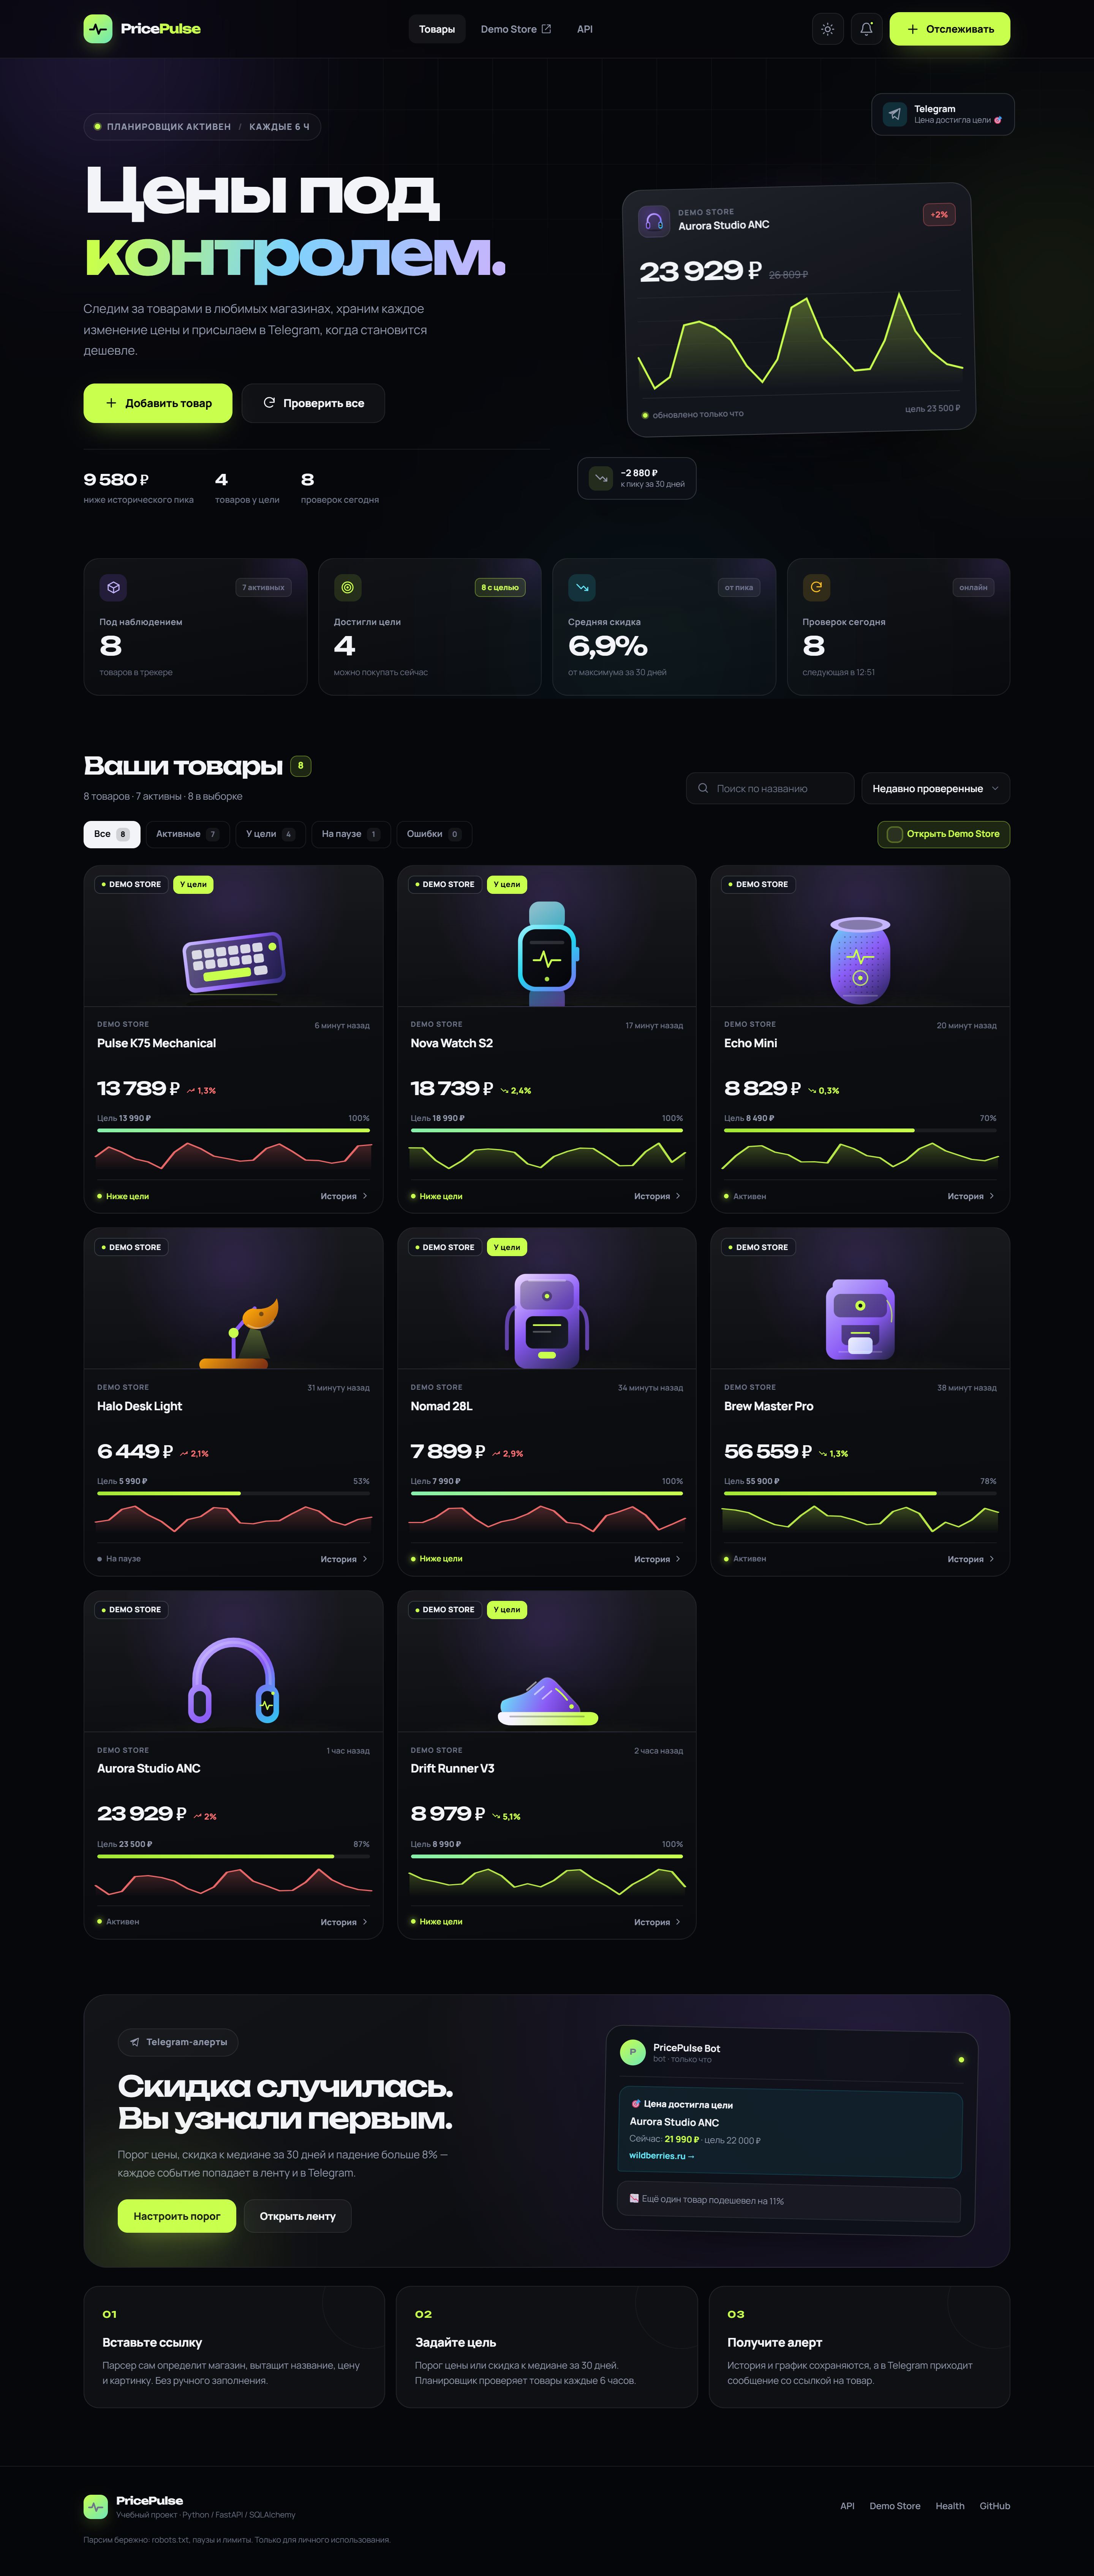 PricePulse
Товары
Demo Store
API
Отслеживать
ПЛАНИРОВЩИК АКТИВЕН / КАЖДЫЕ 6 Ч
Цены под
контролем.
Следим за товарами в любимых магазинах, храним каждое
изменение цены и присылаем в Telegram, когда становится
дешевле.
Добавить товар
Проверить все
9 580 ₽
ниже исторического пика
4
товаров у цели
8
проверок сегодня
Telegram
Цена достигла цели 🎯
DEMO STORE
Aurora Studio ANC
+2%
23 929 ₽ 26 809 ₽
обновлено только что
цель 23 500 ₽
−2 880 ₽
к пику за 30 дней
7 активных
Под наблюдением
8
товаров в трекере
8 с целью
Достигли цели
4
можно покупать сейчас
от пика
Средняя скидка
6,9%
от максимума за 30 дней
онлайн
Проверок сегодня
8
следующая в 12:51
Ваши товары 8
8 товаров · 7 активны · 8 в выборке
Поиск по названию
Недавно проверенные
Все 8
Активные 7
У цели 4
На паузе 1
Ошибки 0
Открыть Demo Store
DEMO STORE
У цели
DEMO STORE
6 минут назад
Pulse K75 Mechanical
13 789 ₽ 1,3%
Цель 13 990 ₽
100%
Ниже цели
История
DEMO STORE
У цели
DEMO STORE
17 минут назад
Nova Watch S2
18 739 ₽ 2,4%
Цель 18 990 ₽
100%
Ниже цели
История
DEMO STORE
DEMO STORE
20 минут назад
Echo Mini
8 829 ₽ 0,3%
Цель 8 490 ₽
70%
Активен
История
DEMO STORE
DEMO STORE
31 минуту назад
Halo Desk Light
6 449 ₽ 2,1%
Цель 5 990 ₽
53%
На паузе
История
DEMO STORE
У цели
DEMO STORE
34 минуты назад
Nomad 28L
7 899 ₽ 2,9%
Цель 7 990 ₽
100%
Ниже цели
История
DEMO STORE
DEMO STORE
38 минут назад
Brew Master Pro
56 559 ₽ 1,3%
Цель 55 900 ₽
78%
Активен
История
DEMO STORE
DEMO STORE
1 час назад
Aurora Studio ANC
23 929 ₽ 2%
Цель 23 500 ₽
87%
Активен
История
DEMO STORE
У цели
DEMO STORE
2 часа назад
Drift Runner V3
8 979 ₽ 5,1%
Цель 8 990 ₽
100%
Ниже цели
История
Telegram-алерты
Скидка случилась.
Вы узнали первым.
Порог цены, скидка к медиане за 30 дней и падение больше 8% —
каждое событие попадает в ленту и в Telegram.
Настроить порог
Открыть ленту
P
PricePulse Bot
bot · только что
🎯 Цена достигла цели
Aurora Studio ANC
Сейчас: 21 990 ₽ · цель 22 000 ₽
wildberries.ru →
📉 Ещё один товар подешевел на 11%
01
Вставьте ссылку
Парсер сам определит магазин, вытащит название, цену
и картинку. Без ручного заполнения.
02
Задайте цель
Порог цены или скидка к медиане за 30 дней.
Планировщик проверяет товары каждые 6 часов.
03
Получите алерт
История и график сохраняются, а в Telegram приходит
сообщение со ссылкой на товар.
PricePulse
Учебный проект · Python / FastAPI / SQLAlchemy
API
Demo Store
Health
GitHub
Парсим бережно: robots.txt, паузы и лимиты. Только для личного использования.